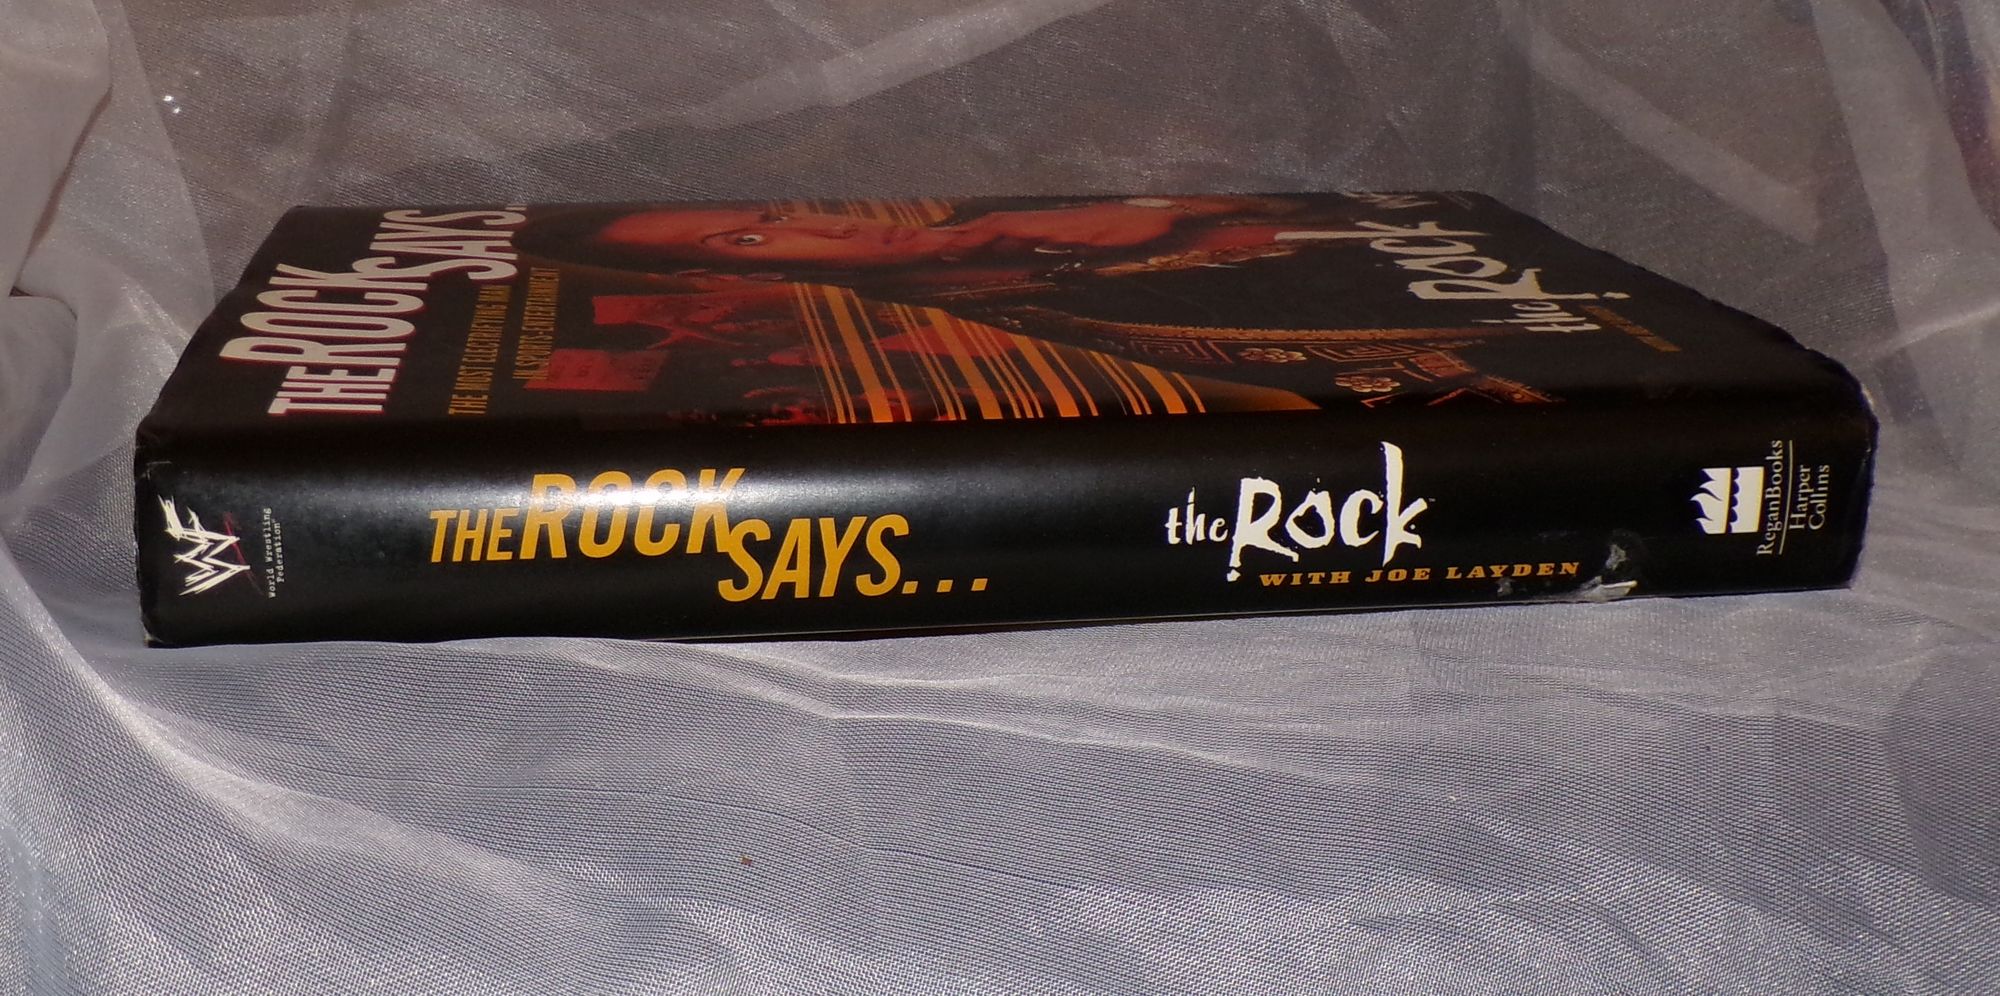 THE ROCK
SAYS...
THE MOST ELECTRIFYING MAN
IN SPORTS-ENTERTAINMENT
the Rock
WF
World Wrestling
Federation
THE ROCK
SAYS...
the Rock
WITH JOE LAYDEN
ReganBooks
Harper
Collins